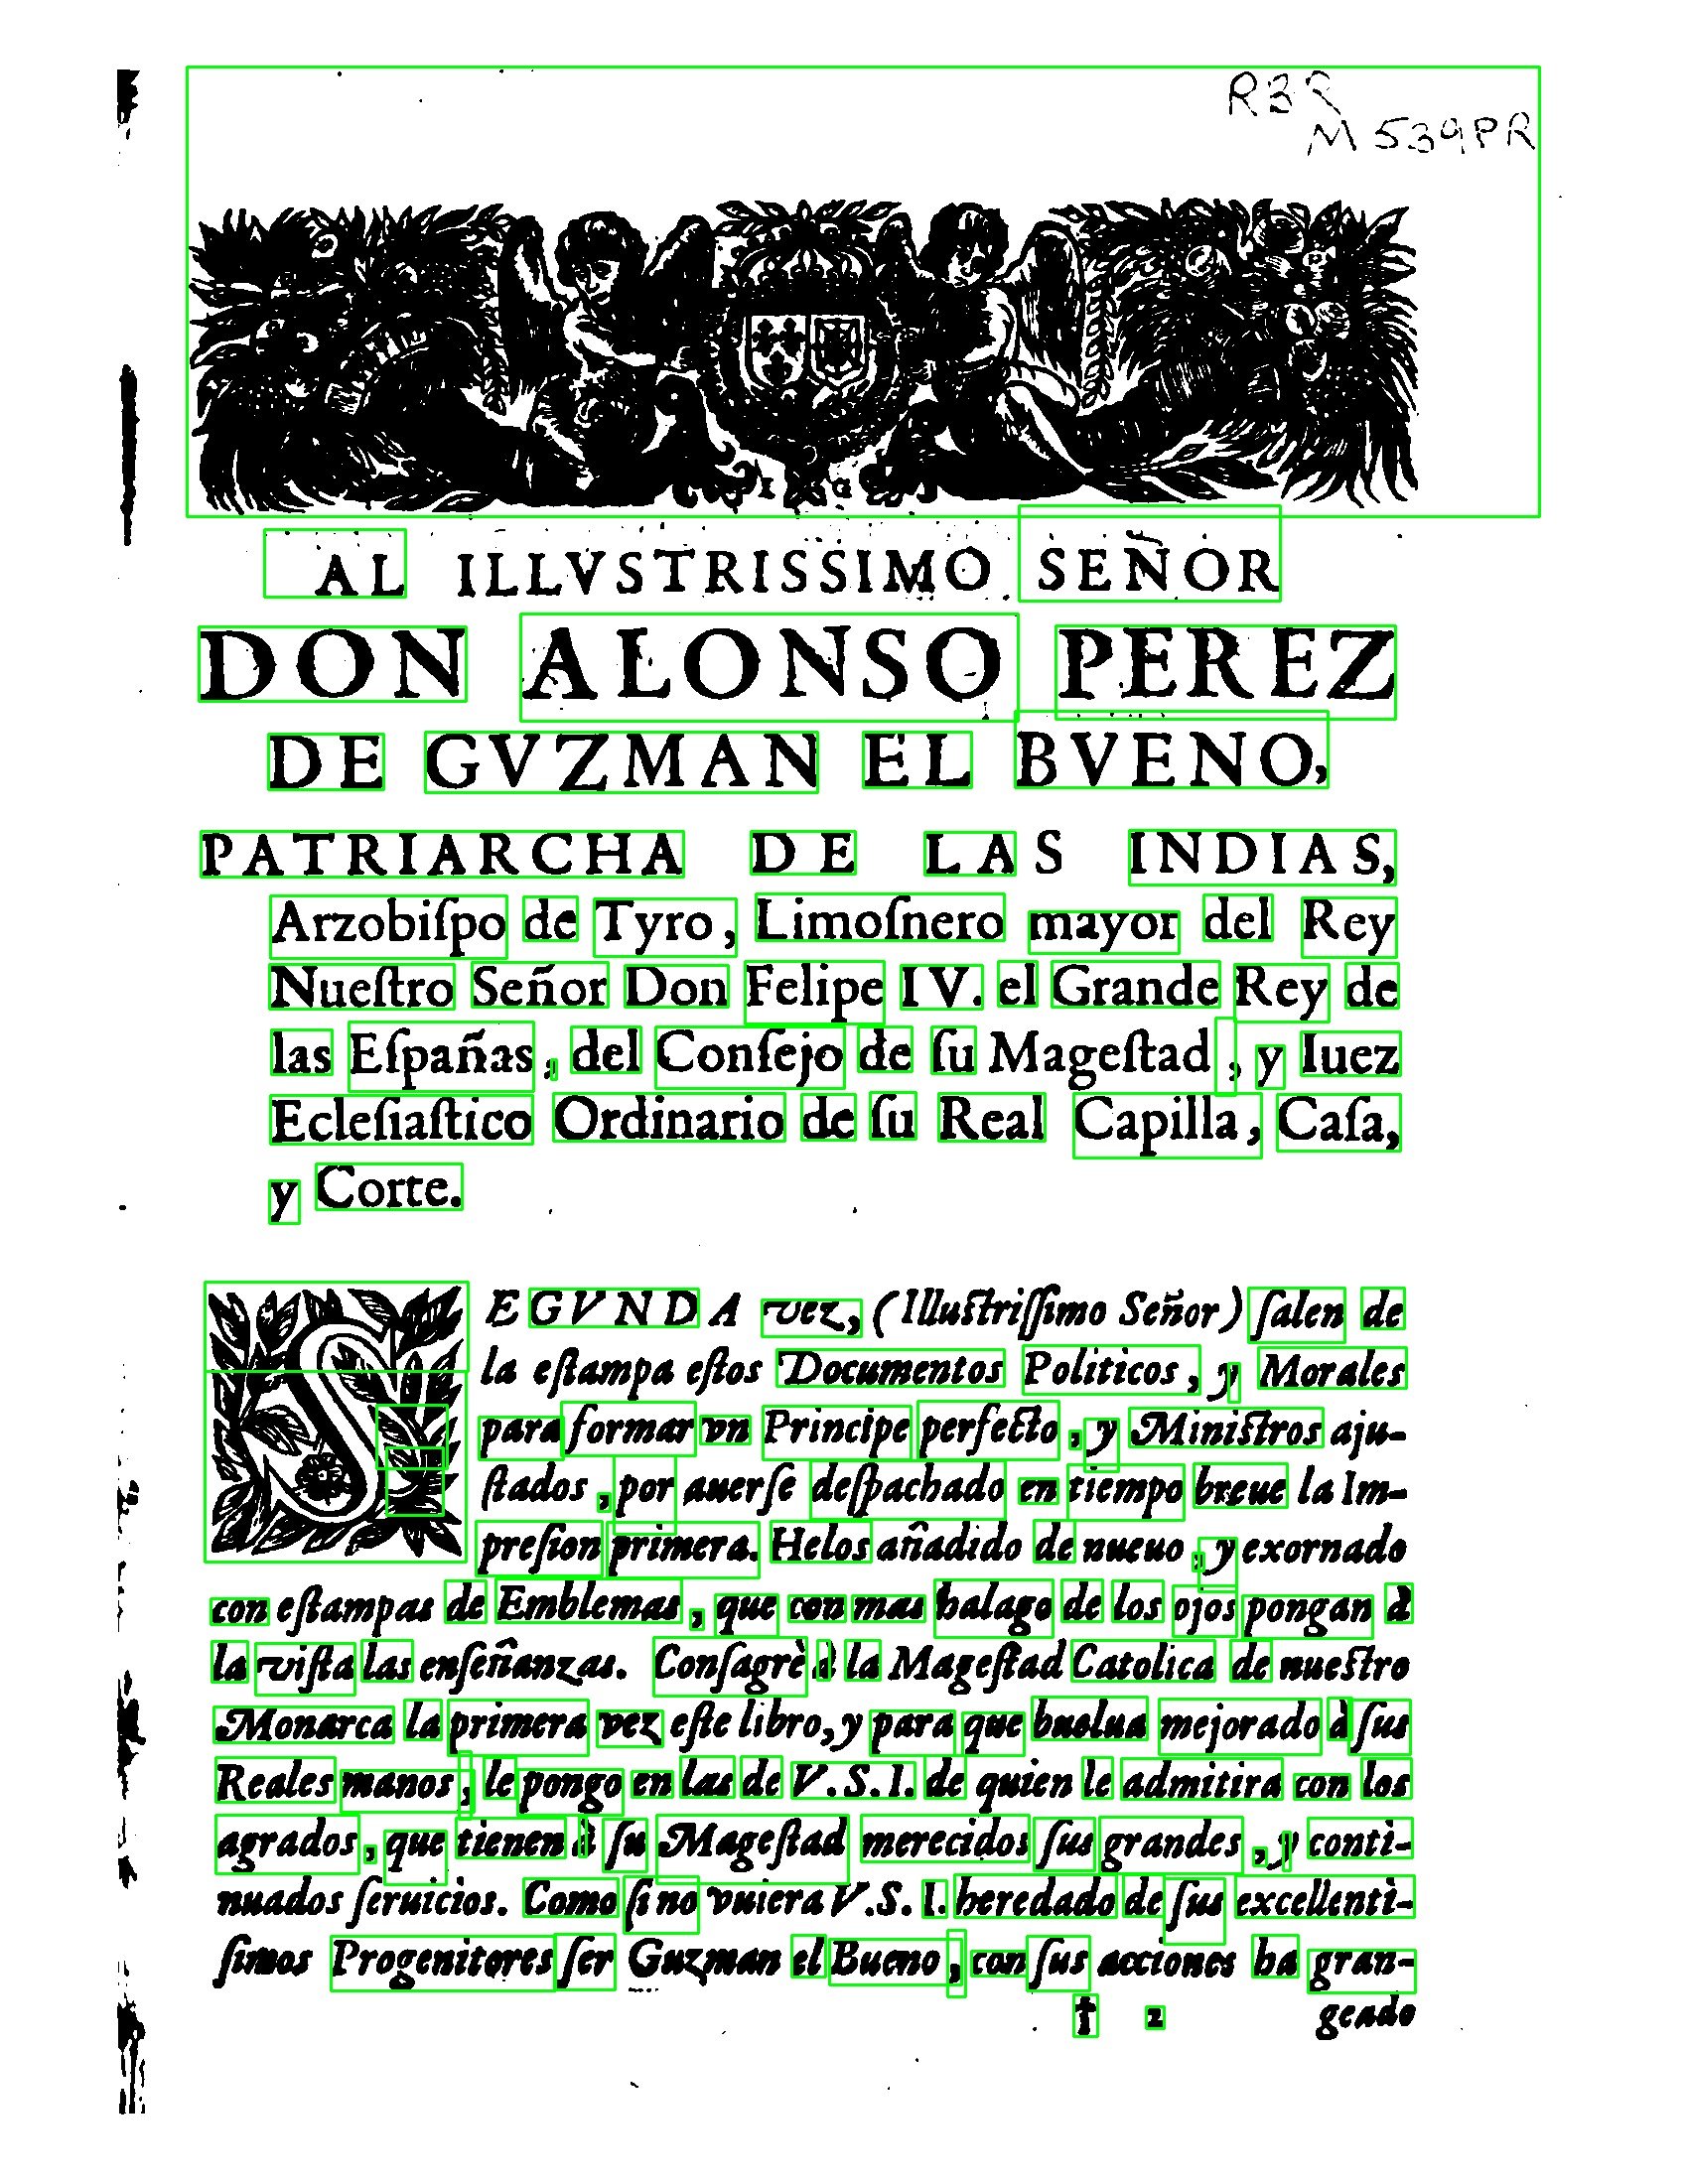 RBR
M539PR
I G
AL ILLVSTRISSIMO SEÑOR
DON ALONSO PEREZ
DE GVZMAN EL BVENO,
PATRIARCHA DE LAS INDIAS,
Arzobiſpo de Tyro, Limoſnero mayor del Rey
Nueſtro Señor Don Felipe IV. el Grande Rey de
las Eſpañas, del Conſejo de ſu Mageſtad, y Iuez
Ecleſiaſtico Ordinario de ſu Real Capilla, Caſa,
y Corte.
SEGVNDA vez, (Illuſtriſſimo Señor) ſalen de
la eſtampa eſtos Documentos Politicos, y Morales
para formar vn Principe perfecto, y Miniſtros aju-
ſtados, por auerſe deſpachado en tiempo breue la Im-
preſion primera. Helos añadido de nueuo, y exornado
con eſtampas de Emblemas, que con mas halago de los ojos pongan à
la viſta las enſeñanzas. Conſagrè à la Mageſtad Catolica de nueſtro
Monarca la primera vez eſte libro, y para que buelua mejorado à ſus
Reales manos, le pongo en las de V.S.I. de quien le admitira con los
agrados, que tienen à ſu Mageſtad merecidos ſus grandes, y conti-
nuados ſeruicios. Como ſi no vuiera V.S.I. heredado de ſus excellenti-
ſimos Progenitores ſer Guzman el Bueno, con ſus acciones ha gran-
† 2 geado